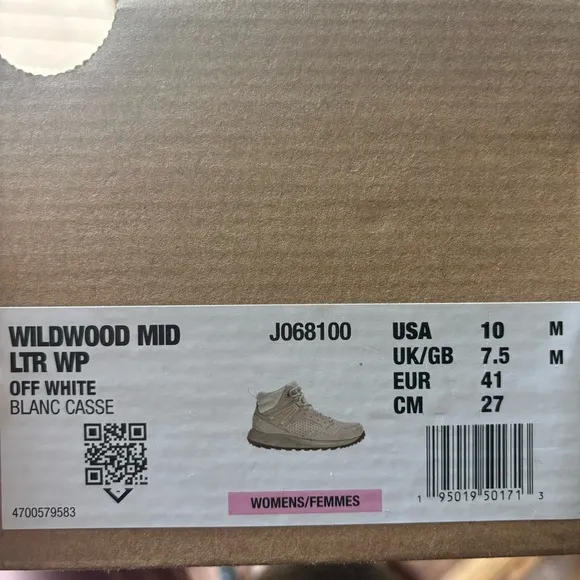 WILDWOOD MID
LTR WP
OFF WHITE
BLANC CASSE
4700579583
J068100
WOMENS/FEMMES
USA 10 M
UK/GB 7.5 M
EUR 41
CM 27
1 95019 50171 3